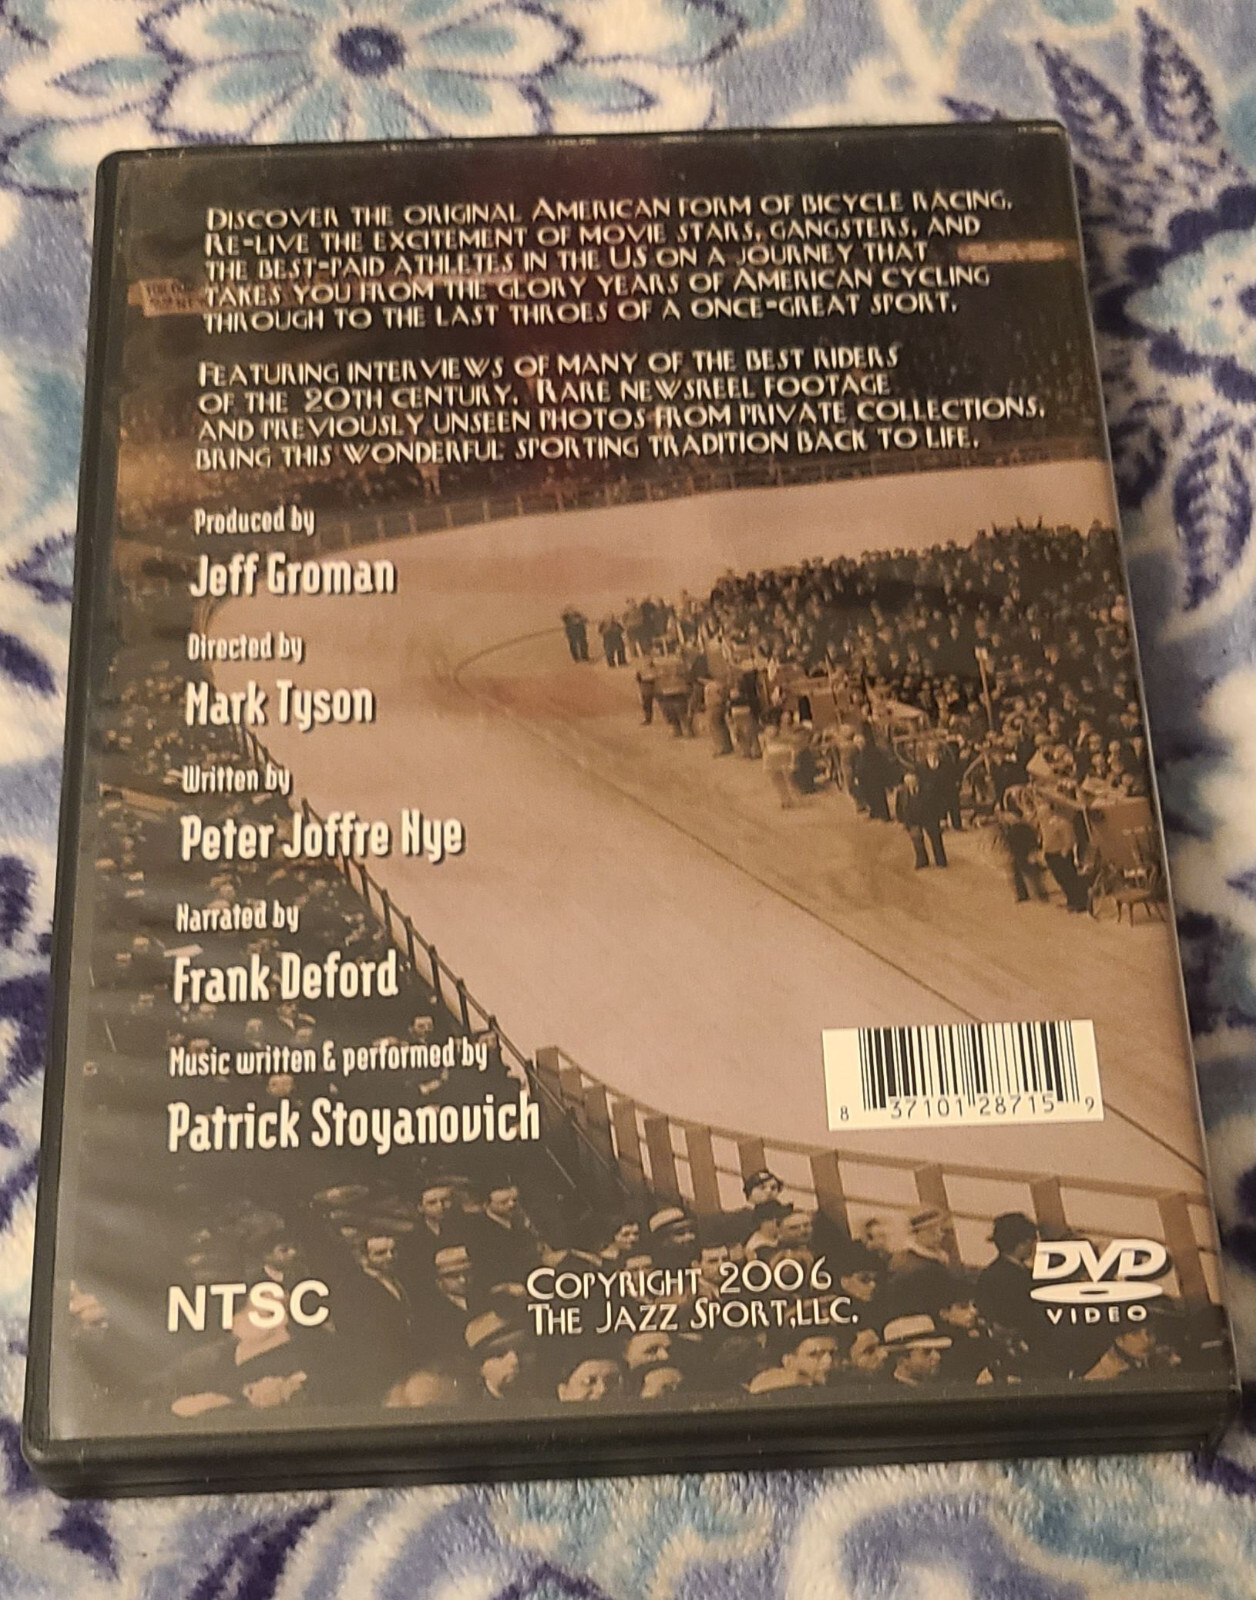 DISCOVER THE ORIGINAL AMERICAN FORM OF BICYCLE RACING.
RE-LIVE THE EXCITEMENT OF MOVIE STARS, GANGSTERS, AND
THE BEST-PAID ATHLETES IN THE US ON A JOURNEY THAT
TAKES YOU FROM THE GLORY YEARS OF AMERICAN CYCLING
THROUGH TO THE LAST THROES OF A ONCE-GREAT SPORT.
FEATURING INTERVIEWS OF MANY OF THE BEST RIDERS
OF THE 20TH CENTURY. RARE NEWSREEL FOOTAGE
AND PREVIOUSLY UNSEEN PHOTOS FROM PRIVATE COLLECTIONS,
BRING THIS WONDERFUL SPORTING TRADITION BACK TO LIFE.
Produced by
Jeff Groman
Directed by
Mark Tyson
Written by
Peter Joffre Nye
Narrated by
Frank Deford
Music written & performed by
Patrick Stoyanovich
8 37101 28715 9
NTSC
COPYRIGHT 2006
THE JAZZ SPORT,LLC.
DVD
VIDEO